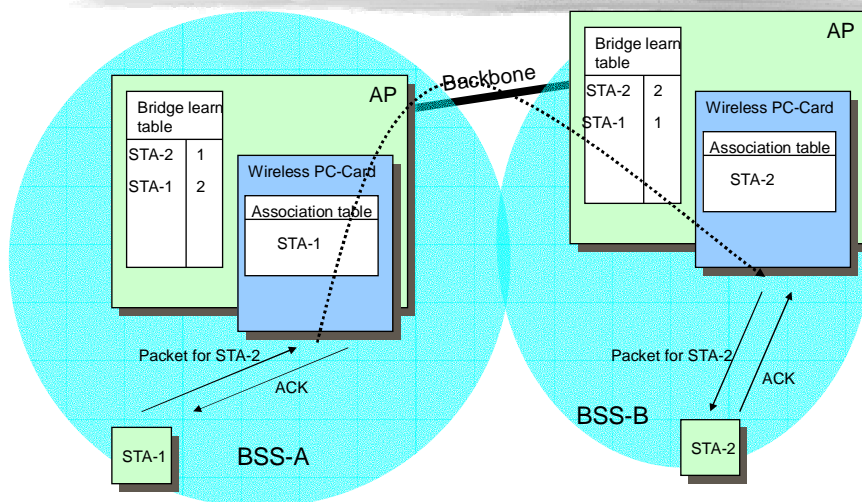 AP
Bridge learn
table
STA-2 1
STA-1 2
Wireless PC-Card
Association table
STA-1
Packet for STA-2
ACK
STA-1
BSS-A
Backbone
AP
Bridge learn
table
STA-2 2
STA-1 1
Wireless PC-Card
Association table
STA-2
Packet for STA-2
ACK
BSS-B
STA-2